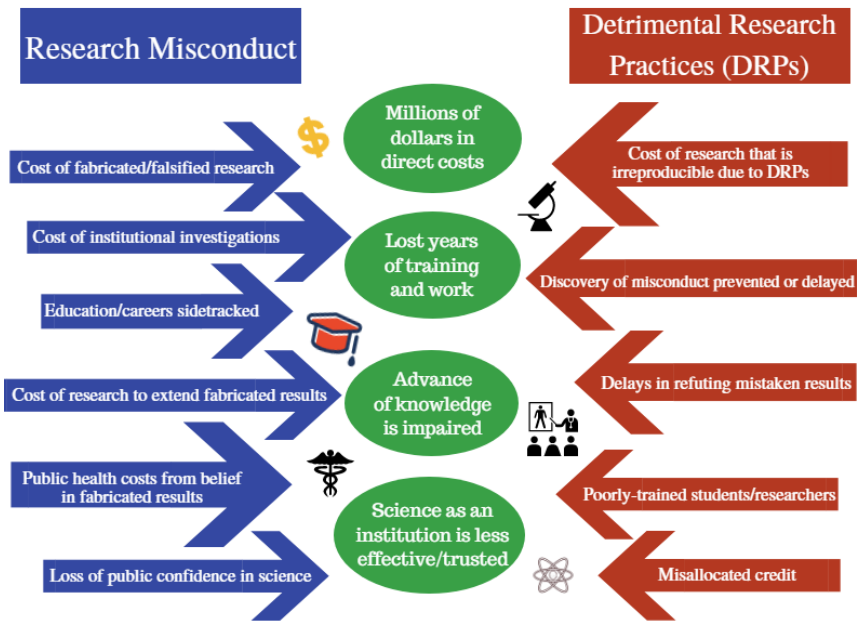 Research Misconduct
Detrimental Research
Practices (DRPs)
Millions of
dollars in
direct costs
Cost of fabricated/falsified research
Cost of research that is
irreproducible due to DRPs
Cost of institutional investigations
Lost years
of training
and work
Discovery of misconduct prevented or delayed
Education/careers sidetracked
Cost of research to extend fabricated results
Advance
of knowledge
is impaired
Delays in refuting mistaken results
Public health costs from belief
in fabricated results
Science as an
institution is less
effective/trusted
Poorly-trained students/researchers
Loss of public confidence in science
Misallocated credit